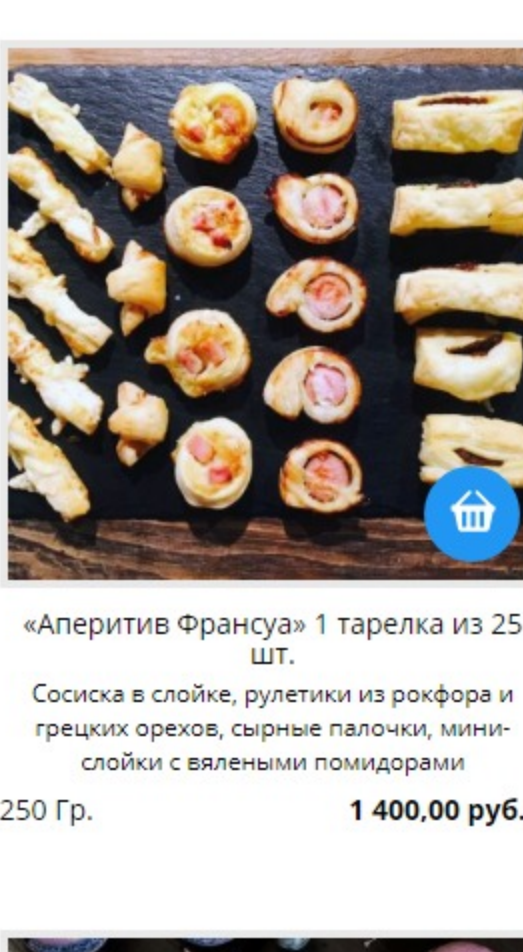 «Аперитив Франсуа» 1 тарелка из 25
шт.
Сосиска в слойке, рулетики из рокфора и
грецких орехов, сырные палочки, мини-
слойки с вялеными помидорами
250 Гр.
1 400,00 руб.